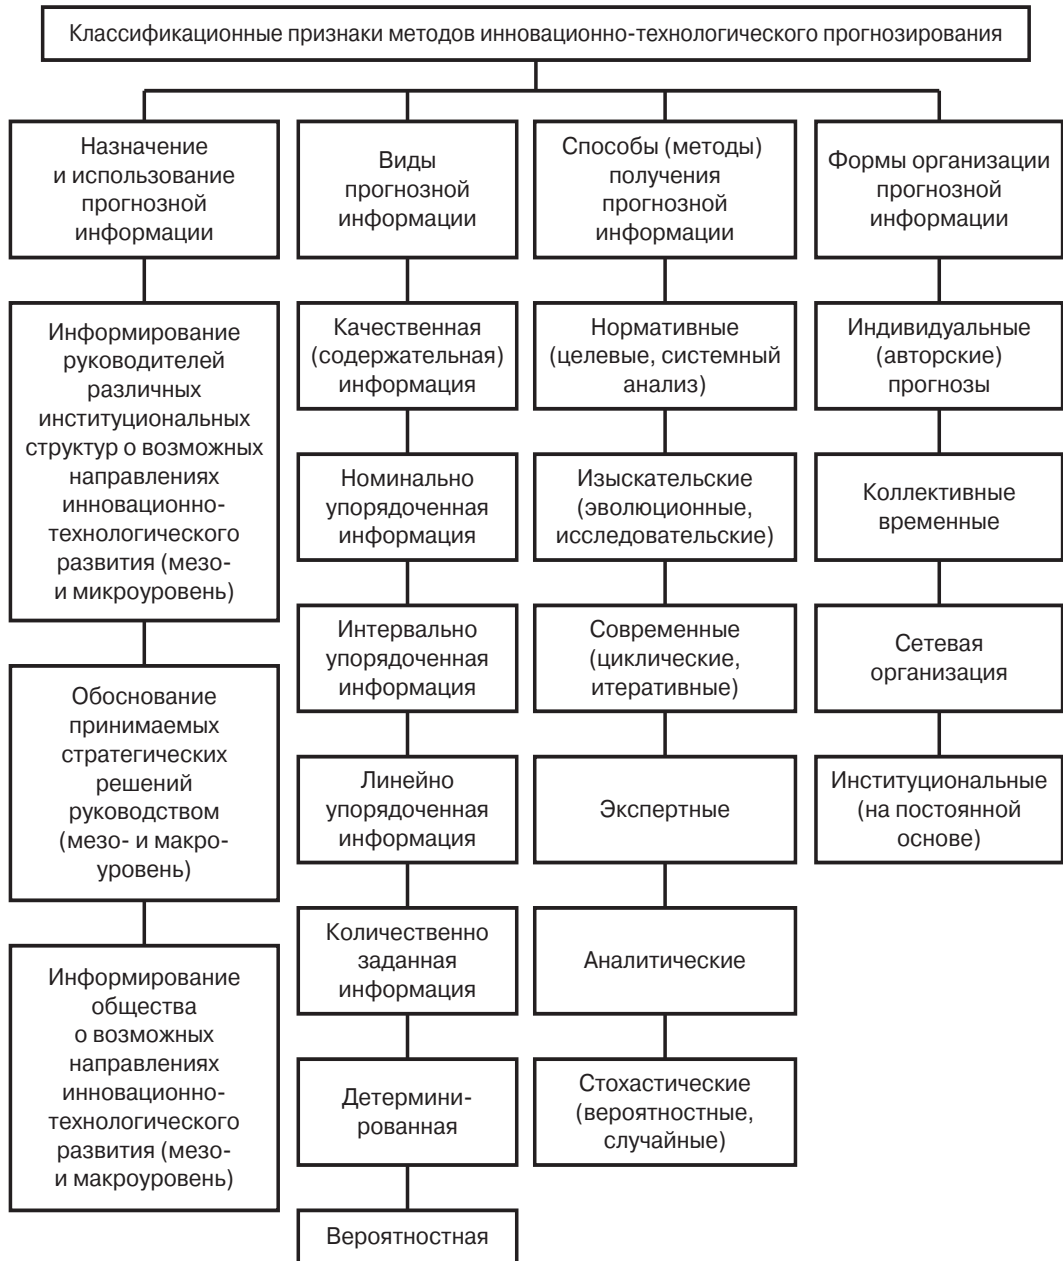 Классификационные признаки методов инновационно-технологического прогнозирования
Назначение
и использование
прогнозной
информации
Информирование
руководителей
различных
институциональных
структур о возможных
направлениях
инновационно-
технологического
развития (мезо-
и микроуровень)
Обоснование
принимаемых
стратегических
решений
руководством
(мезо- и макро-
уровень)
Информирование
общества
о возможных
направлениях
инновационно-
технологического
развития (мезо-
и макроуровень)
Виды
прогнозной
информации
Качественная
(содержательная)
информация
Номинально
упорядоченная
информация
Интервально
упорядоченная
информация
Линейно
упорядоченная
информация
Количественно
заданная
информация
Детермини-
рованная
Вероятностная
Способы (методы)
получения
прогнозной
информации
Нормативные
(целевые, системный
анализ)
Изыскательские
(эволюционные,
исследовательские)
Современные
(циклические,
итеративные)
Экспертные
Аналитические
Стохастические
(вероятностные,
случайные)
Формы организации
прогнозной
информации
Индивидуальные
(авторские)
прогнозы
Коллективные
временные
Сетевая
организация
Институциональные
(на постоянной
основе)